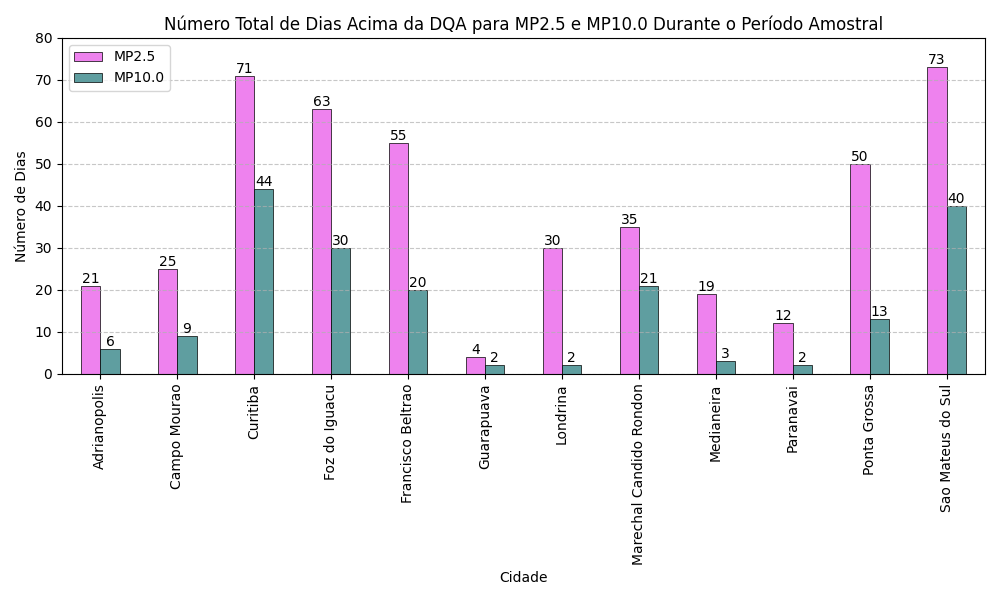 Número Total de Dias Acima da DQA para MP2.5 e MP10.0 Durante o Período Amostral
MP2.5
MP10.0
Número de Dias
80
70
60
50
40
30
20
10
0
21
6
25
9
71
44
63
30
55
20
4
2
30
2
35
21
19
3
12
2
50
13
73
40
Adrianopolis
Campo Mourao
Curitiba
Foz do Iguacu
Francisco Beltrao
Guarapuava
Londrina
Marechal Candido Rondon
Medianeira
Paranavai
Ponta Grossa
Sao Mateus do Sul
Cidade